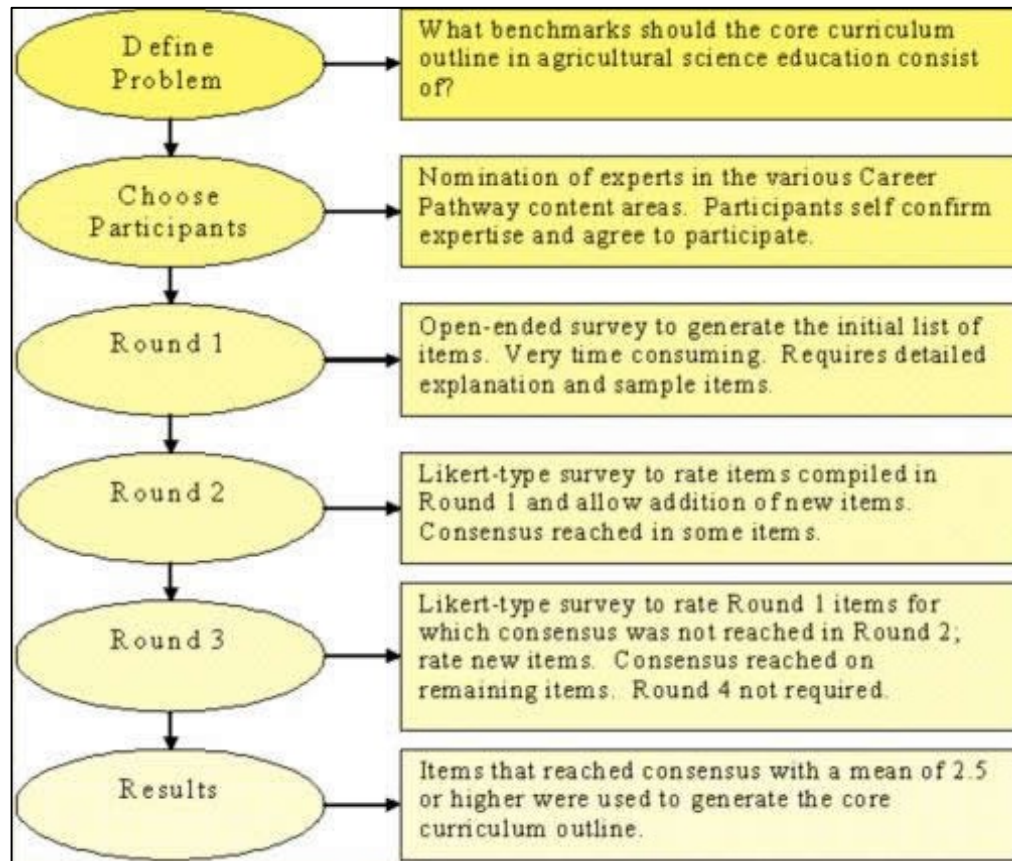 Define
Problem
What benchmarks should the core curriculum
outline in agricultural science education consist
of?
Choose
Participants
Nomination of experts in the various Career
Pathway content areas. Participants self confirm
expertise and agree to participate.
Round 1
Open-ended survey to generate the initial list of
items. Very time consuming. Requires detailed
explanation and sample items.
Round 2
Likert-type survey to rate items compiled in
Round 1 and allow addition of new items.
Consensus reached in some items.
Round 3
Likert-type survey to rate Round 1 items for
which consensus was not reached in Round 2;
rate new items. Consensus reached on
remaining items. Round 4 not required.
Results
Items that reached consensus with a mean of 2.5
or higher were used to generate the core
curriculum outline.